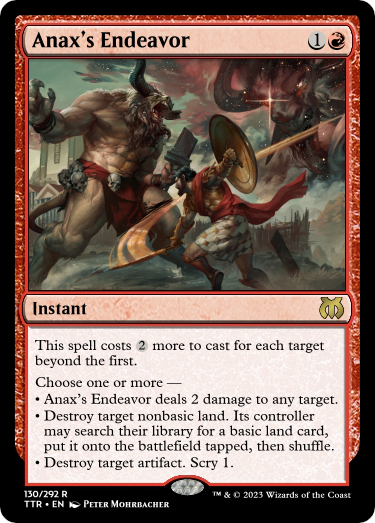 Anax's Endeavor 1
Instant
This spell costs 2 more to cast for each target
beyond the first.
Choose one or more —
• Anax's Endeavor deals 2 damage to any target.
• Destroy target nonbasic land. Its controller
may search their library for a basic land card,
put it onto the battlefield tapped, then shuffle.
• Destroy target artifact. Scry 1.
130/292 R
TTR • EN PETER MOHRBACHER
™ & © 2023 Wizards of the Coast